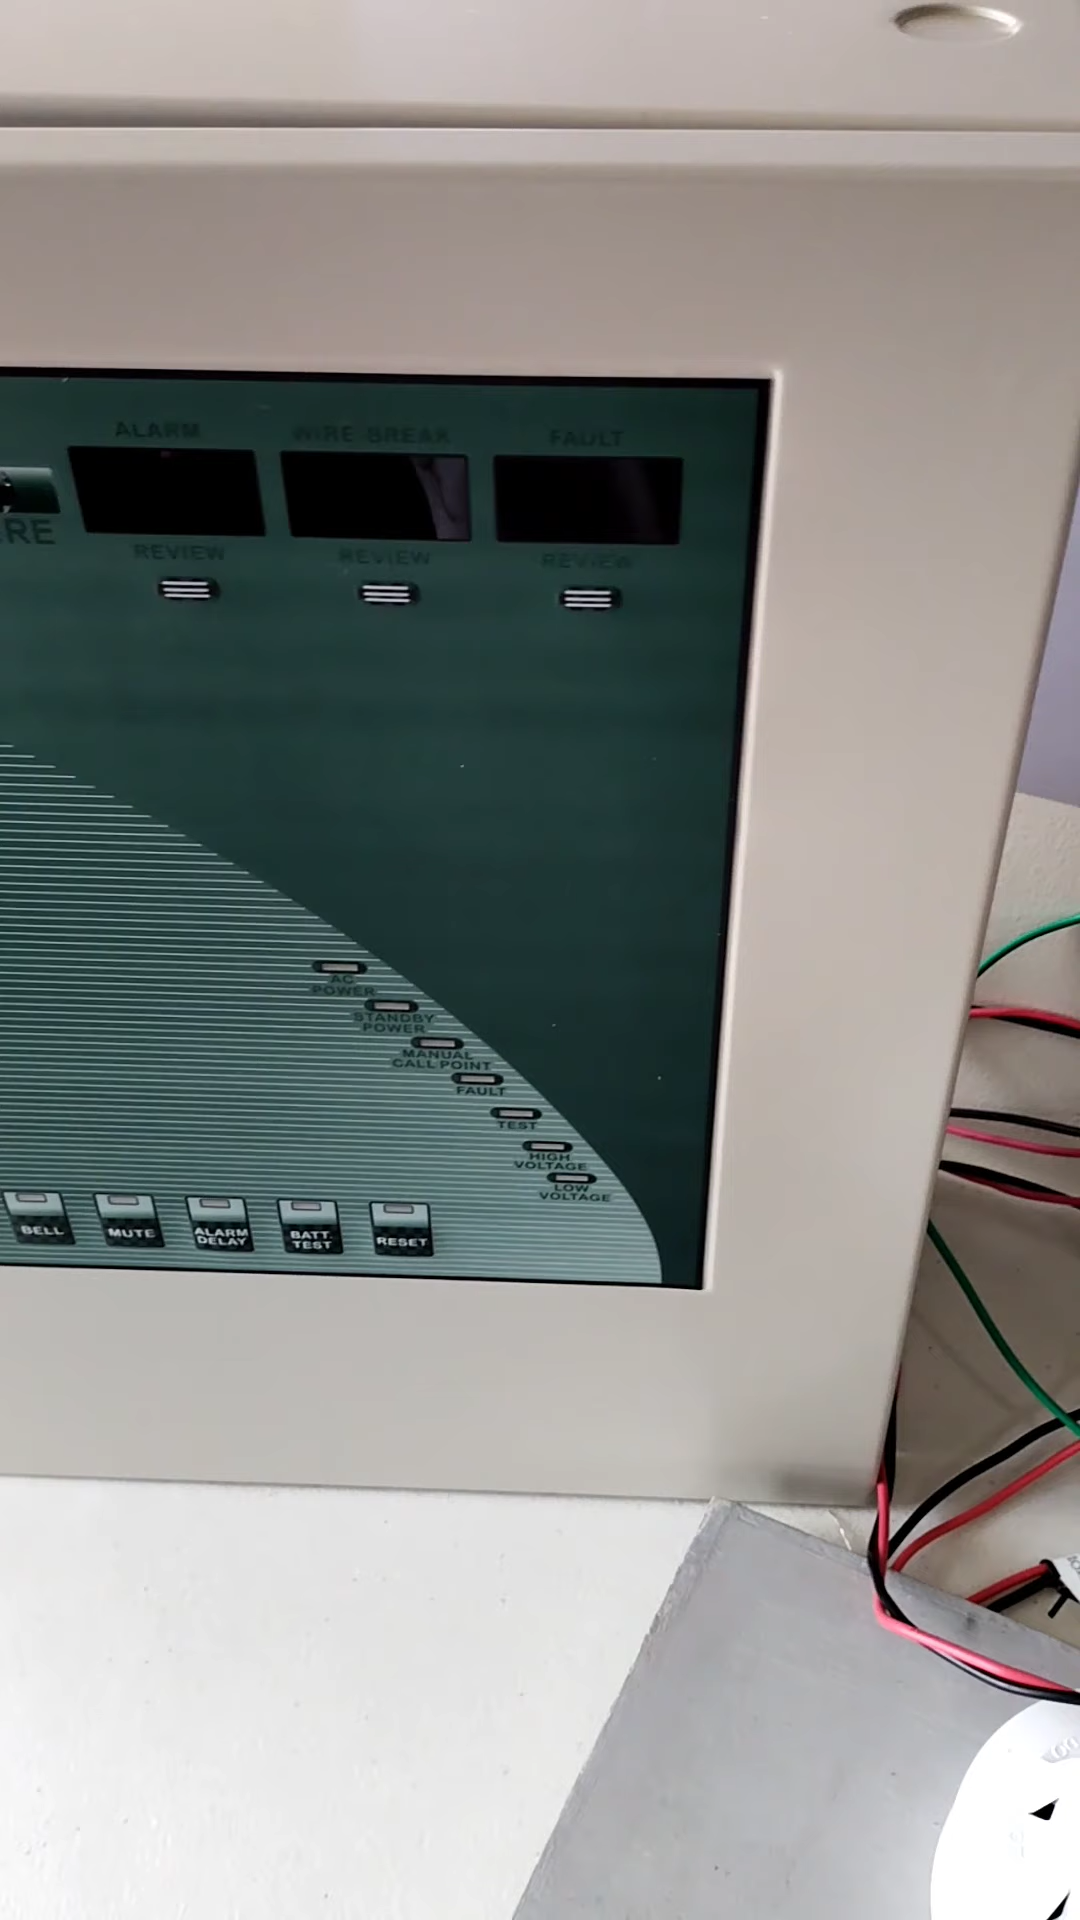 ALARM
WIRE BREAK
FAULT
RE
REVIEW
REVIEW
REVIEW
AC
POWER
STANDBY
POWER
MANUAL
CALL POINT
FAULT
TEST
HIGH
VOLTAGE
LOW
VOLTAGE
BELL
MUTE
ALARM
DELAY
BATT.
TEST
RESET